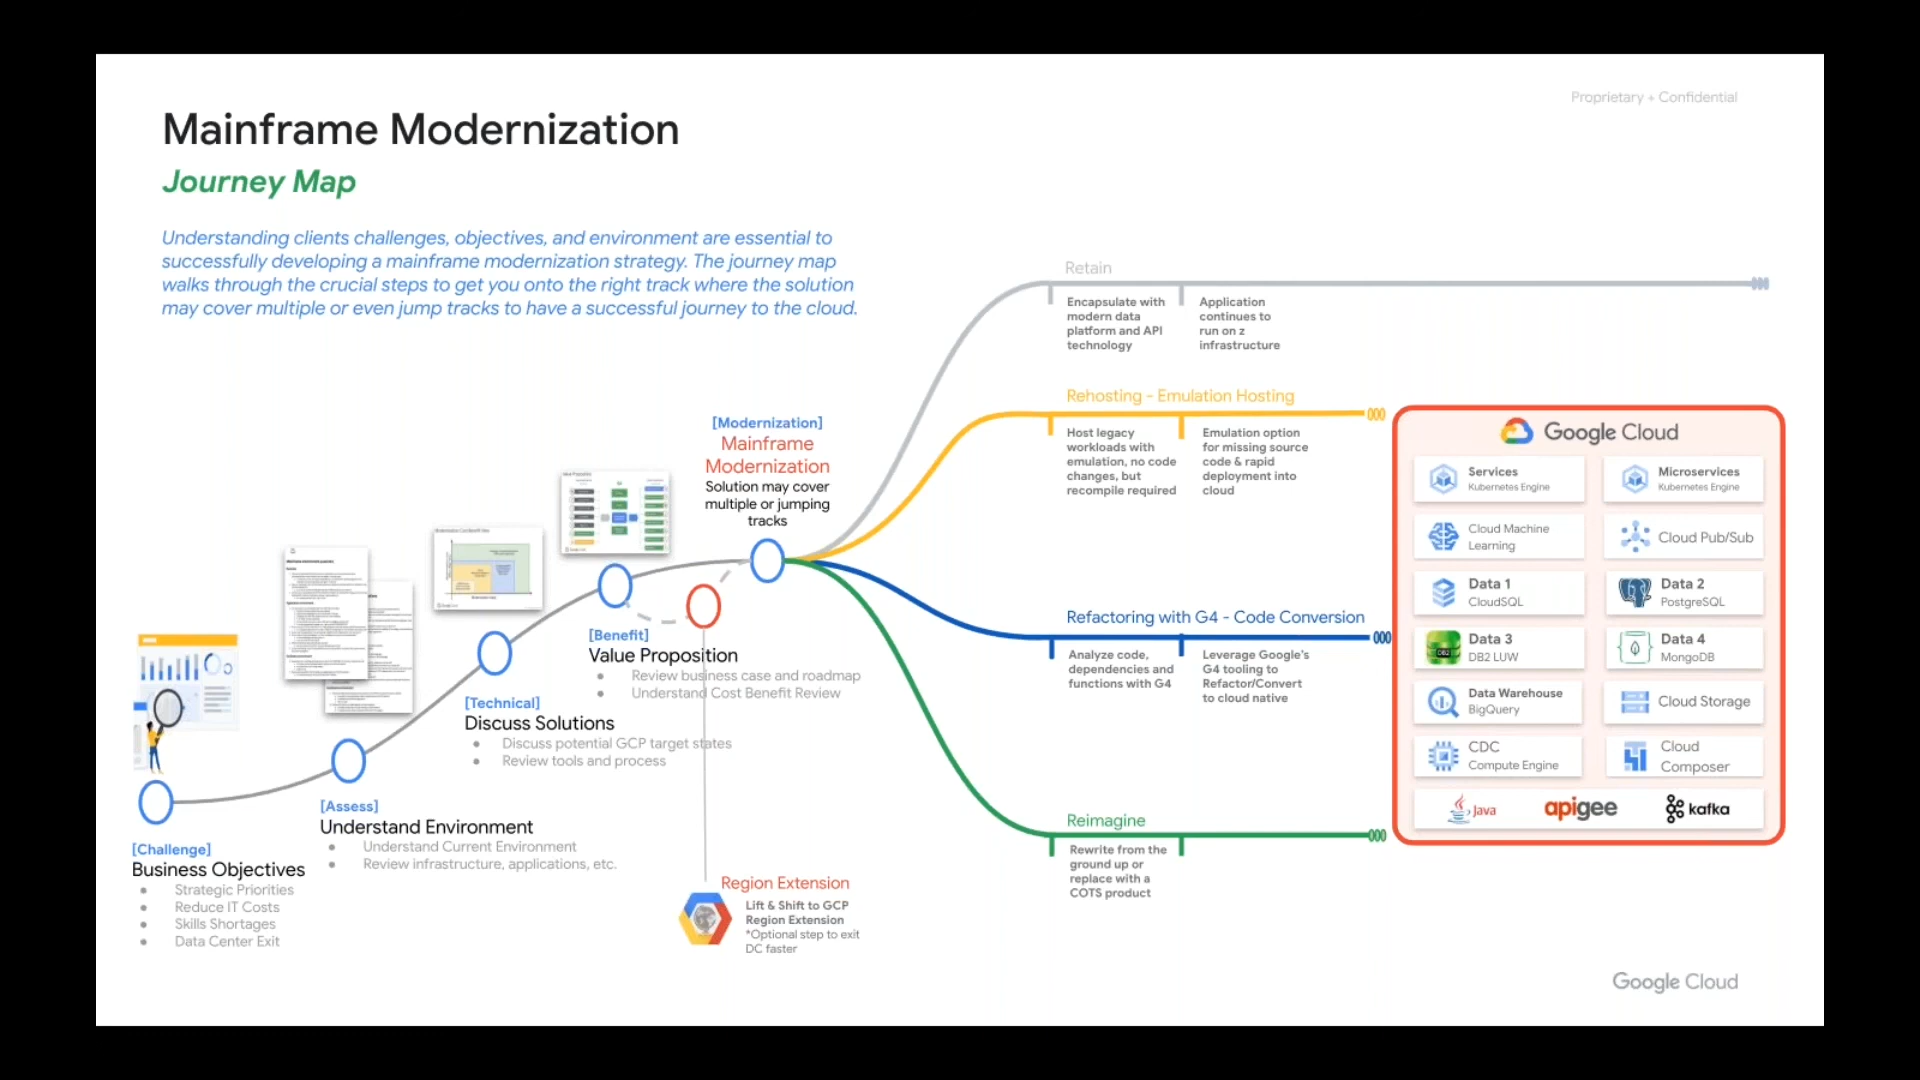 Proprietary + Confidential
Mainframe Modernization
Journey Map
Understanding clients challenges, objectives, and environment are essential to
successfully developing a mainframe modernization strategy. The journey map
walks through the crucial steps to get you onto the right track where the solution
may cover multiple or even jump tracks to have a successful journey to the cloud.
[Challenge]
Business Objectives
● Strategic Priorities
● Reduce IT Costs
● Skills Shortages
● Data Center Exit
[Assess]
Understand Environment
● Understand Current Environment
● Review infrastructure, applications, etc.
[Technical]
Discuss Solutions
● Discuss potential GCP target states
● Review tools and process
[Benefit]
Value Proposition
● Review business case and roadmap
● Understand Cost Benefit Review
Region Extension
Lift & Shift to GCP
Region Extension
*Optional step to exit
DC faster
[Modernization]
Mainframe
Modernization
Solution may cover
multiple or jumping
tracks
Retain
Encapsulate with
modern data
platform and API
technology
Application
continues to
run on z
infrastructure
Rehosting - Emulation Hosting
Host legacy
workloads with
emulation, no code
changes, but
recompile required
Emulation option
for missing source
code & rapid
deployment into
cloud
Refactoring with G4 - Code Conversion
Analyze code,
dependencies and
functions with G4
Leverage Google's
G4 tooling to
Refactor/Convert
to cloud native
Reimagine
Rewrite from the
ground up or
replace with a
COTS product
Google Cloud
Services
Kubernetes Engine
Microservices
Kubernetes Engine
Cloud Machine
Learning
Cloud Pub/Sub
Data 1
CloudSQL
Data 2
PostgreSQL
DB2
Data 3
DB2 LUW
Data 4
MongoDB
Data Warehouse
BigQuery
Cloud Storage
CDC
Compute Engine
Cloud
Composer
Java
apigee
kafka
Google Cloud